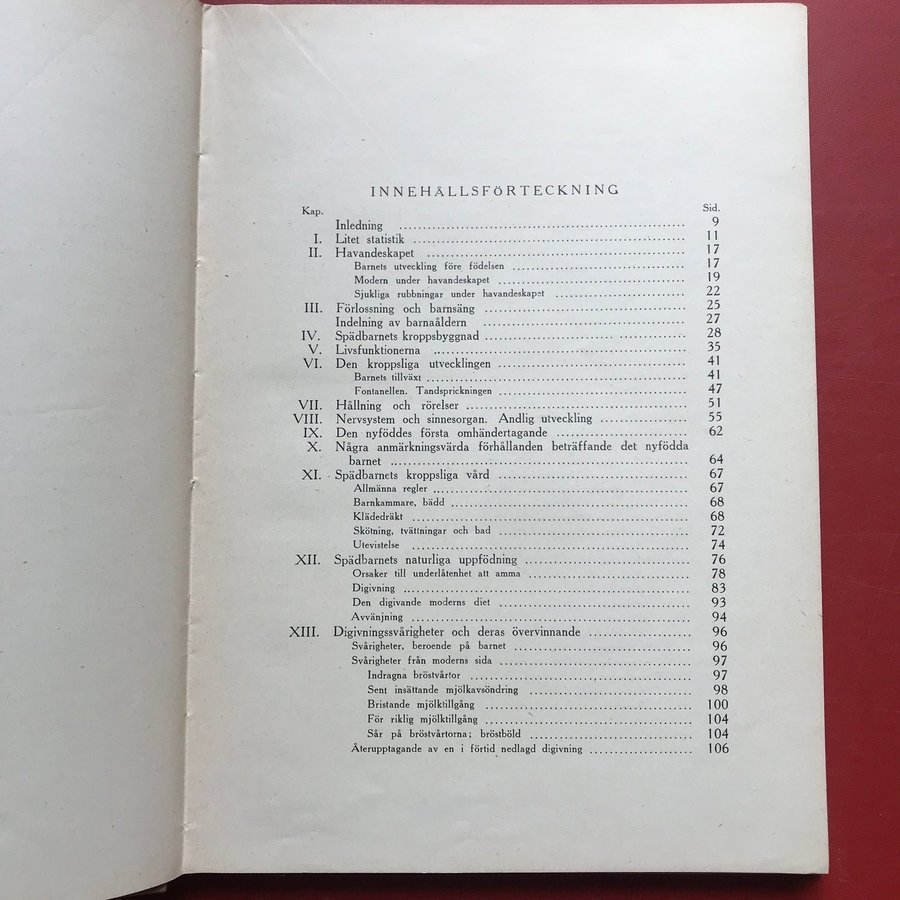 INNEHÅLLSFÖRTECKNING
Kap. Sid.
Inledning 9
I. Litet statistik 11
II. Havandeskapet 17
Barnets utveckling före födelsen 17
Modern under havandeskapet 19
Sjukliga rubbningar under havandeskapet 22
III. Förlossning och barnsäng 25
Indelning av barnaåldern 27
IV. Spädbarnets kroppsbyggnad 28
V. Livsfunktionerna 35
VI. Den kroppsliga utvecklingen 41
Barnets tillväxt 41
Fontanellen. Tandsprickningen 47
VII. Hållning och rörelser 51
VIII. Nervsystem och sinnesorgan. Andlig utveckling 55
IX. Den nyföddes första omhändertagande 62
X. Några anmärkningsvärda förhållanden beträffande det nyfödda
barnet 64
XI. Spädbarnets kroppsliga vård 67
Allmänna regler 67
Barnkammare, bädd 68
Klädedräkt 68
Skötning, tvättningar och bad 72
Utevistelse 74
XII. Spädbarnets naturliga uppfödning 76
Orsaker till underlåtenhet att amma 78
Digivning 83
Den digivande moderns diet 93
Avvänjning 94
XIII. Digivningssvårigheter och deras övervinnande 96
Svårigheter, beroende på barnet 96
Svårigheter från moderns sida 97
Indragna bröstvårtor 97
Sent insättande mjölkavsöndring 98
Bristande mjölktillgång 100
För riklig mjölktillgång 104
Sår på bröstvårtorna; bröstböld 104
Återupptagande av en i förtid nedlagd digivning 106